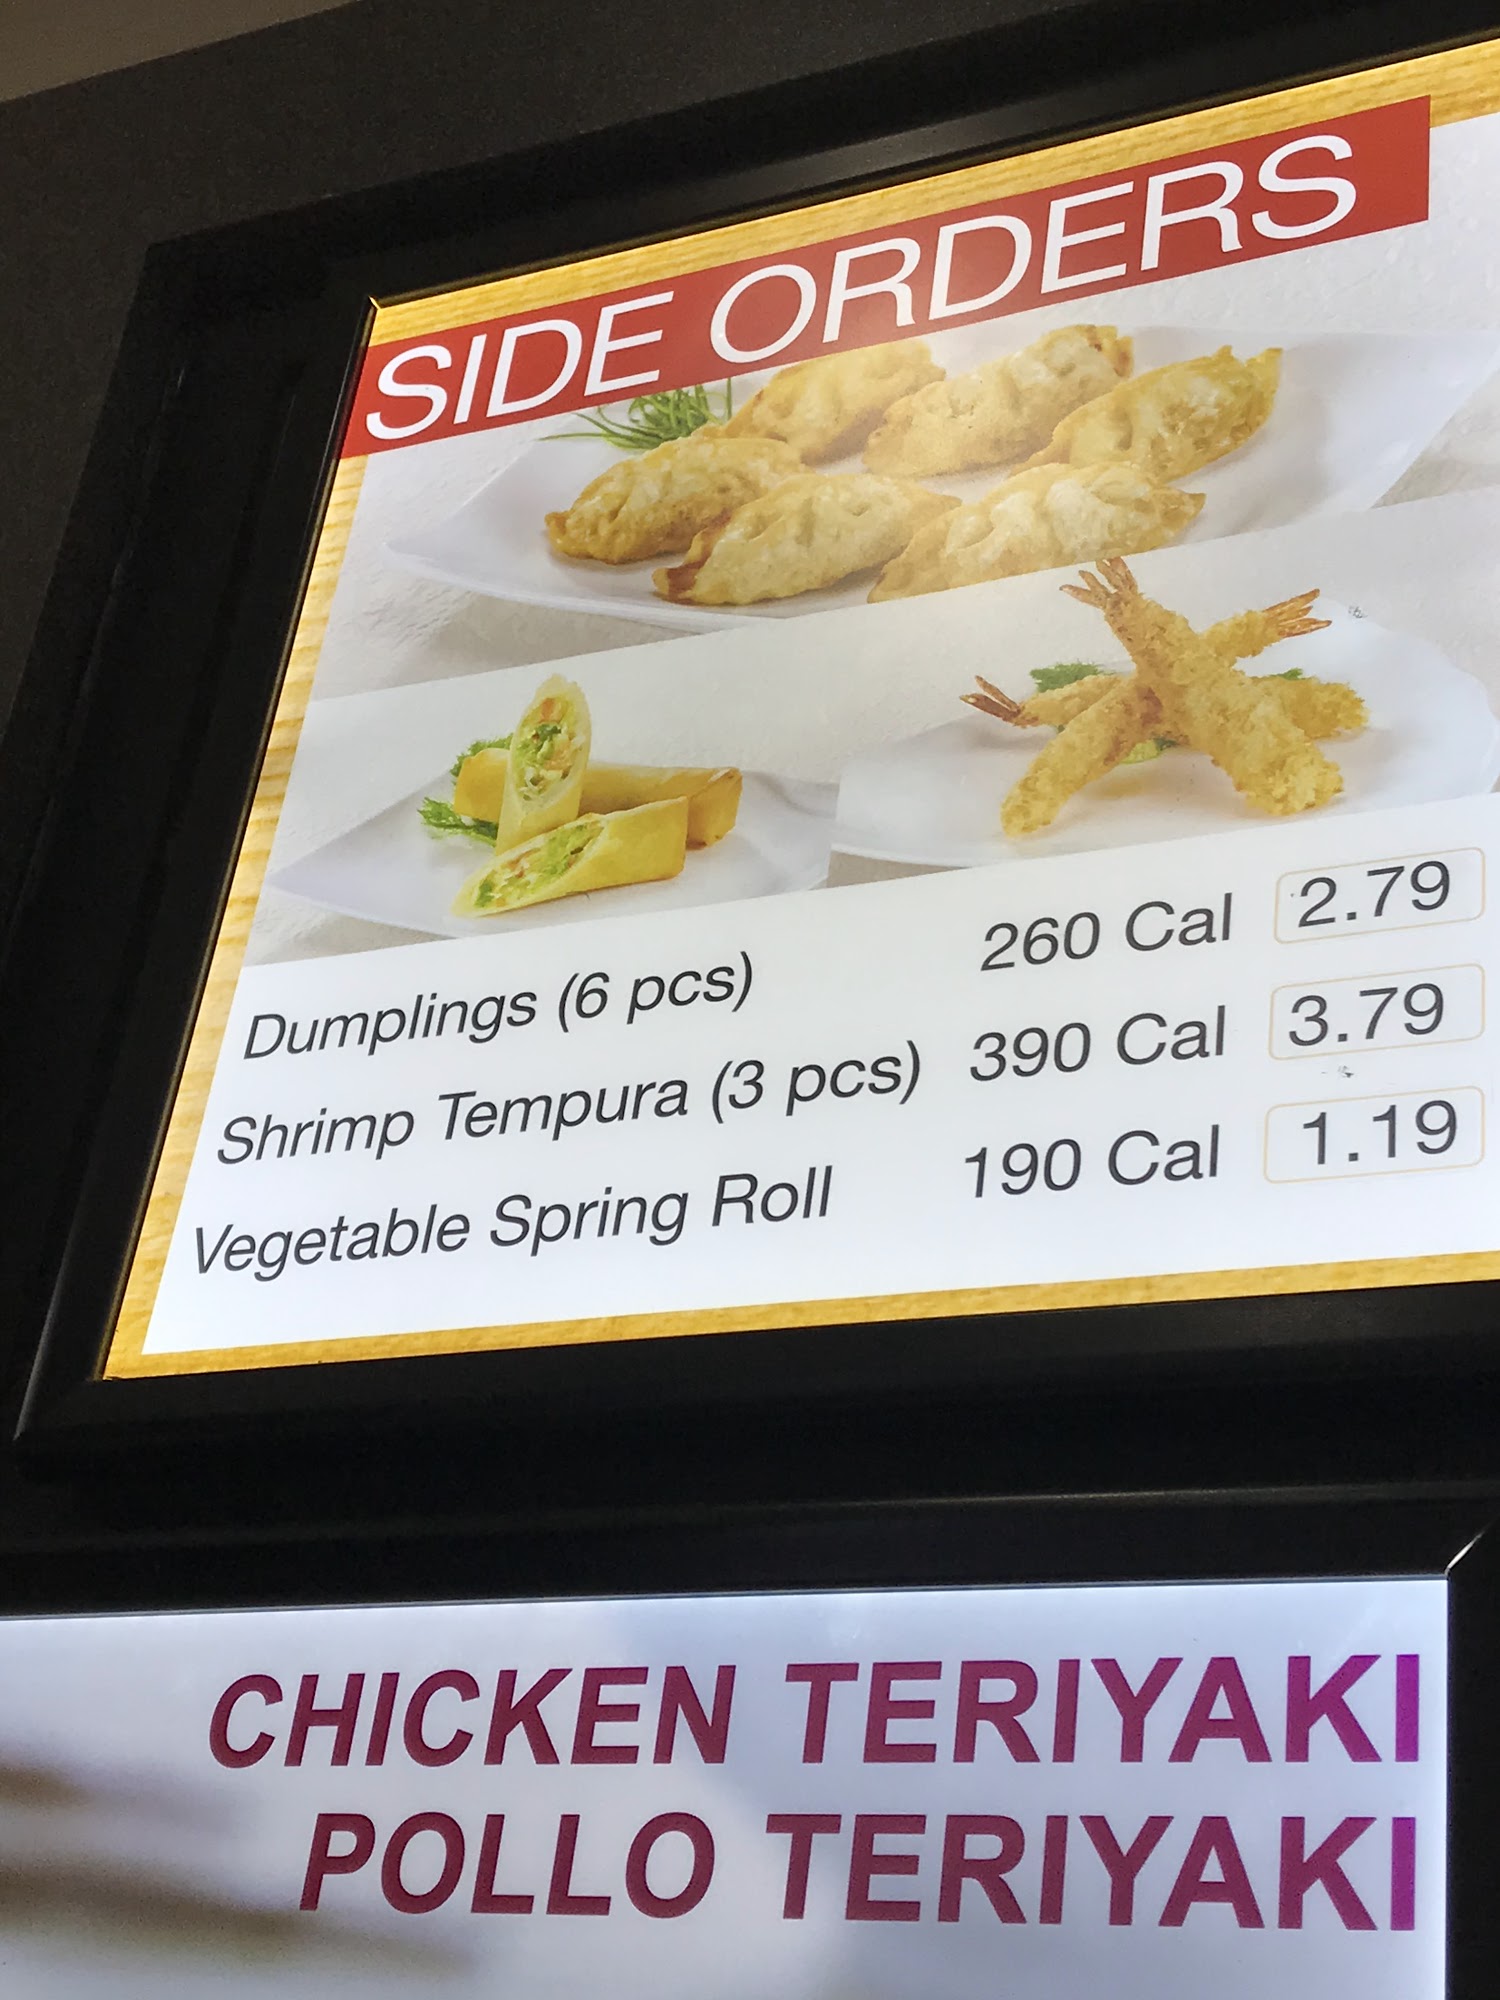 SIDE ORDERS
Dumplings (6 pcs) 260 Cal 2.79
Shrimp Tempura (3 pcs) 390 Cal 3.79
Vegetable Spring Roll 190 Cal 1.19
CHICKEN TERIYAKI
POLLO TERIYAKI